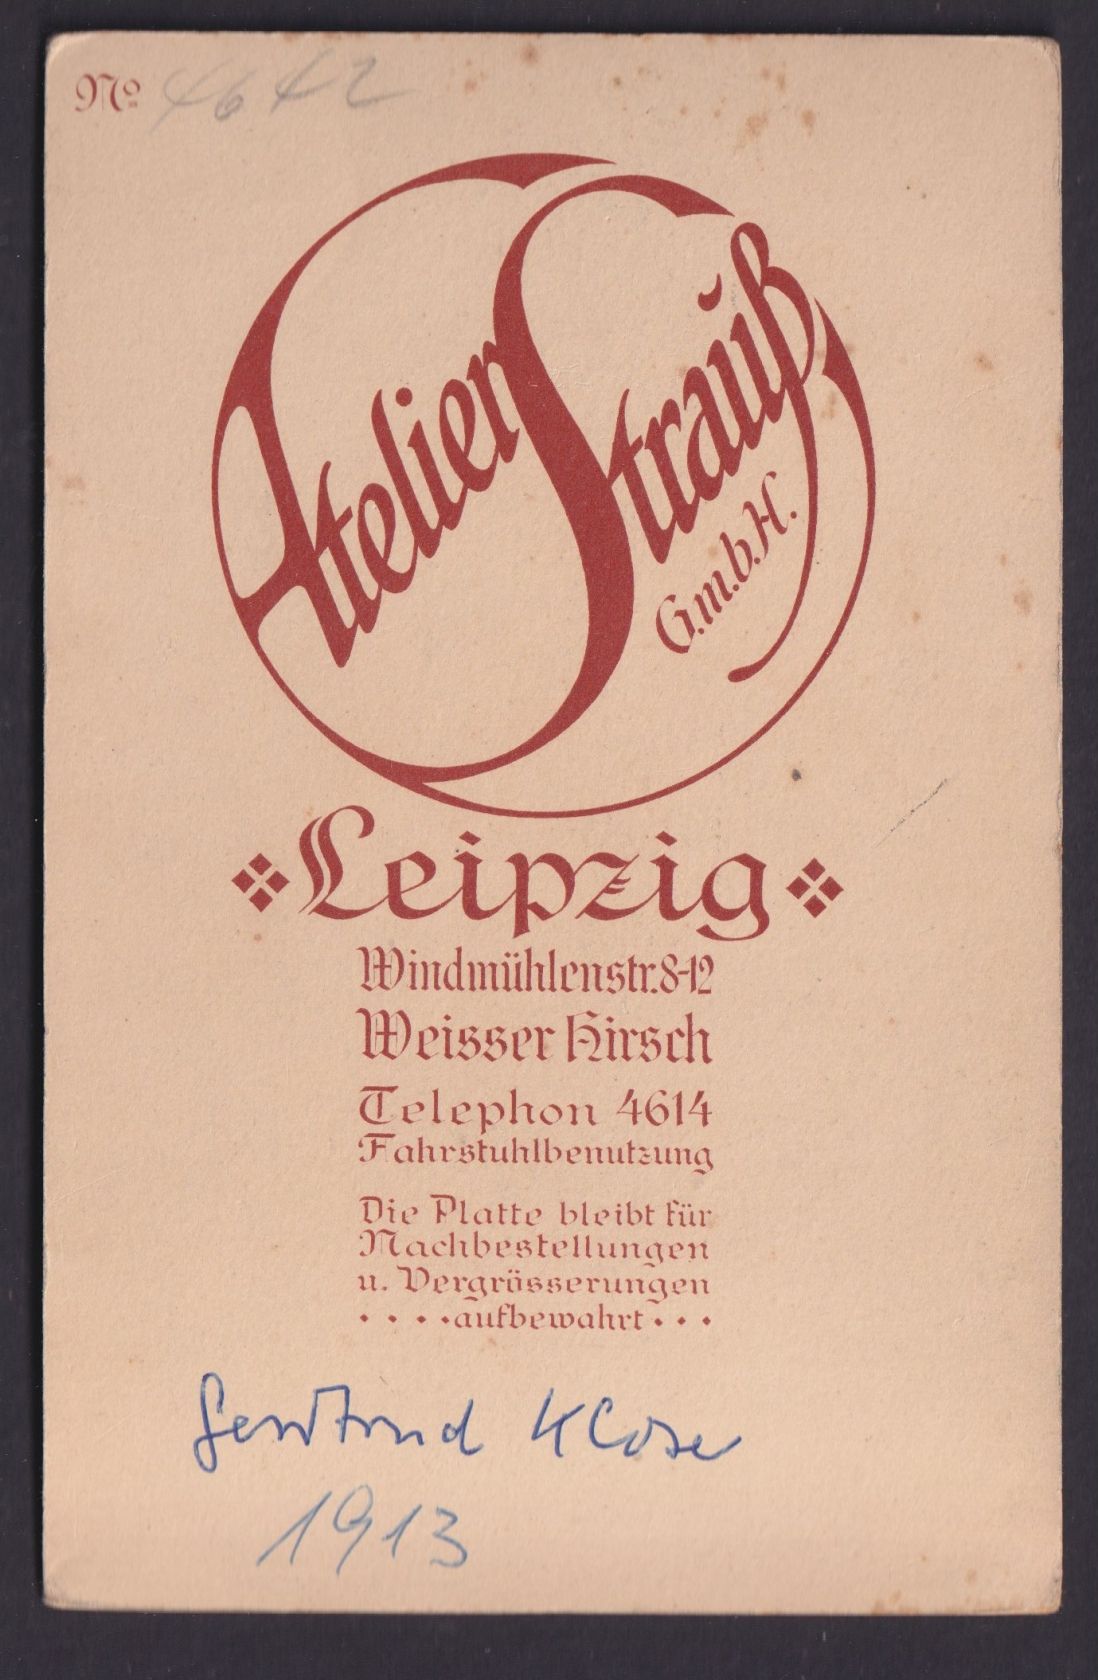 No 4642
Atelier Strauß
G.m.b.H.
Leipzig
Windmühlenstr. 8-12
Weisser Hirsch
Telephon 4614
Fahrstuhlbenutzung
Die Platte bleibt für
Nachbestellungen
u. Vergrösserungen
· · · · aufbewahrt · · ·
Gertrud Klose
1913